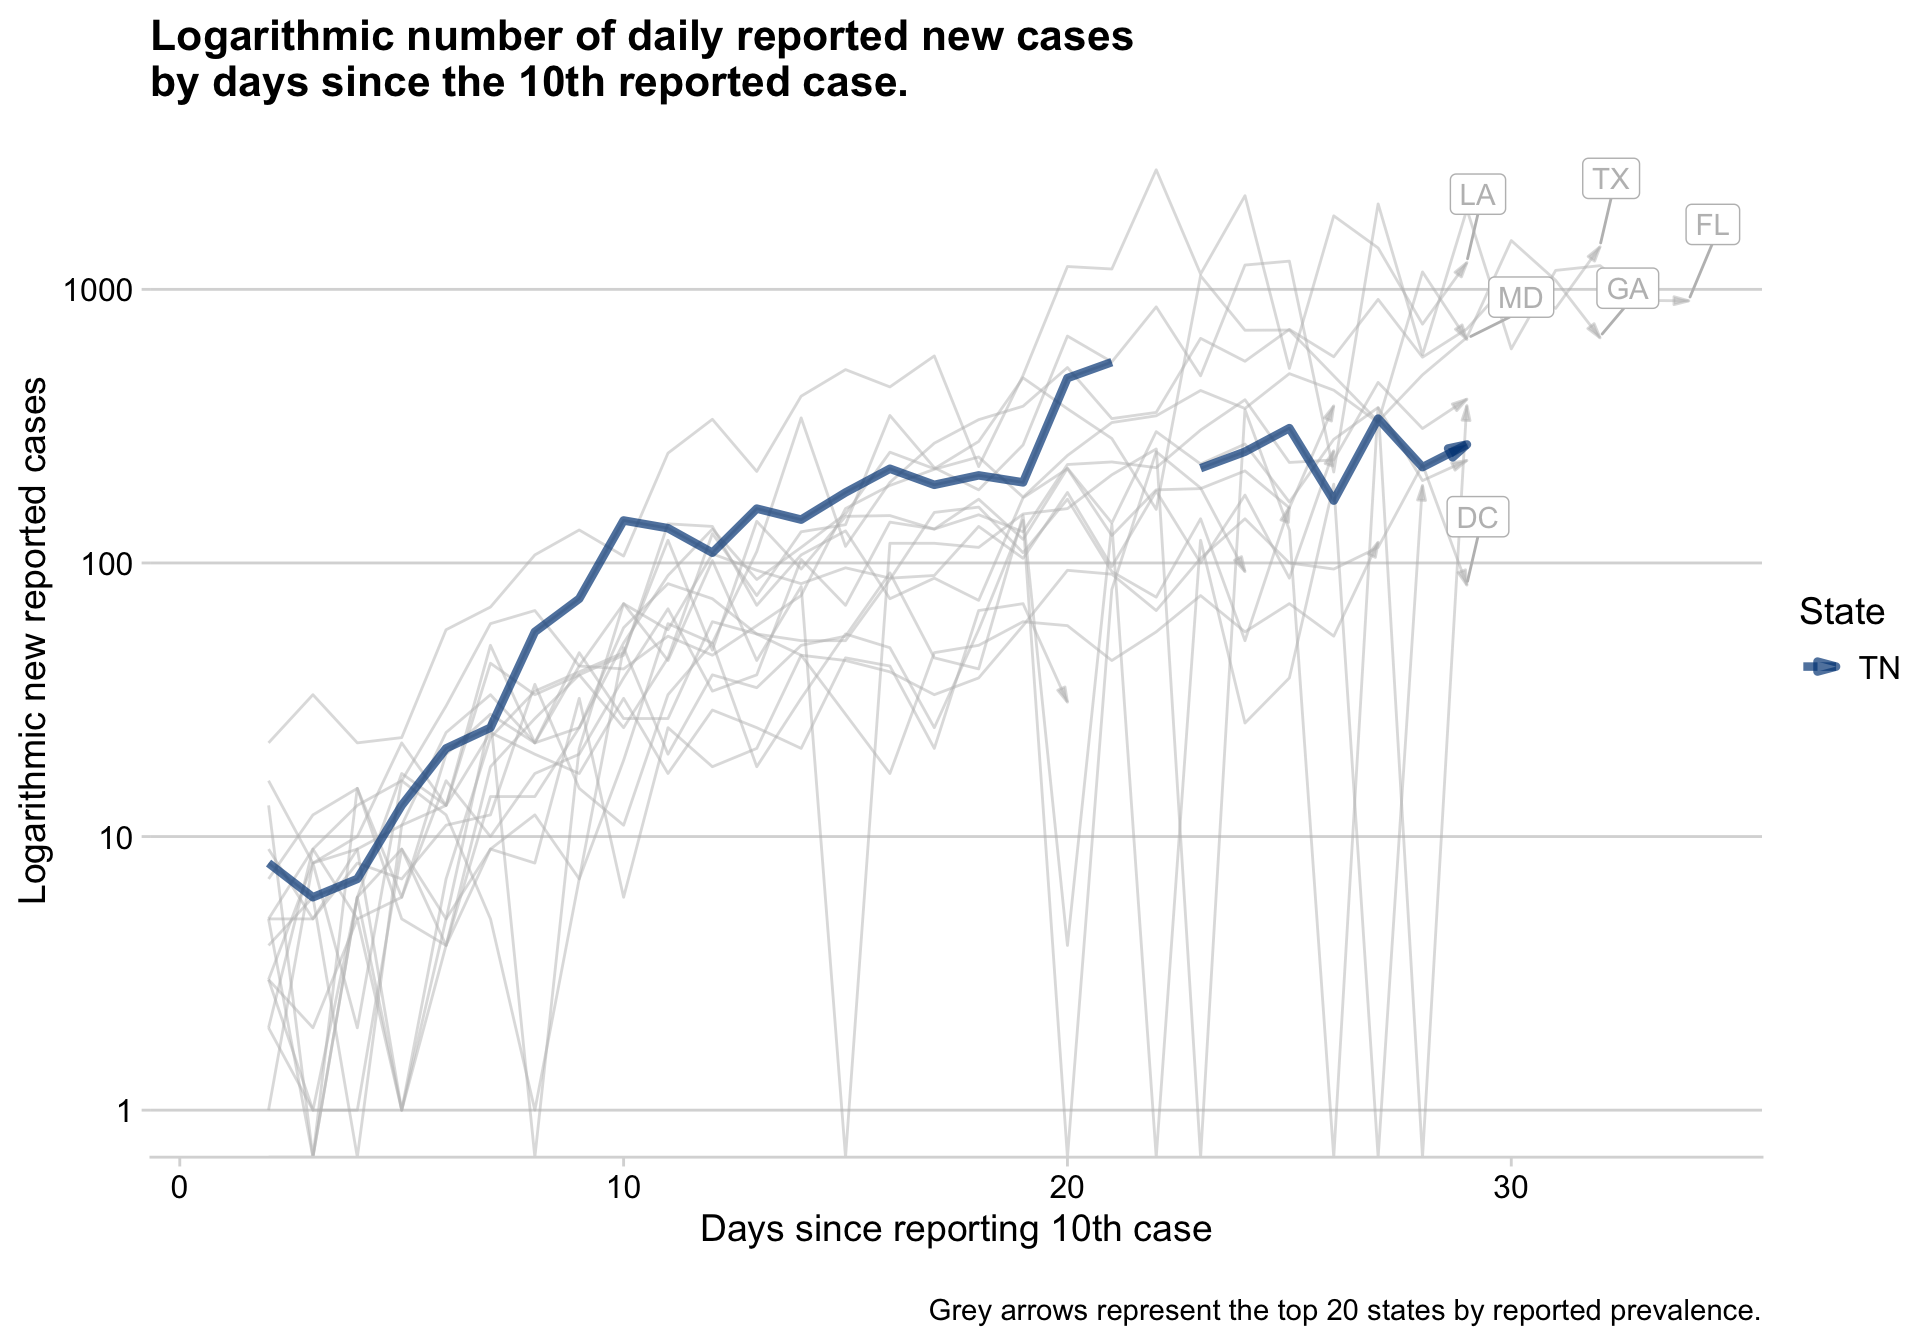 Logarithmic number of daily reported new cases
by days since the 10th reported case.
LA
TX
FL
MD
GA
DC
1000
100
10
1
Logarithmic new reported cases
0
10
20
30
Days since reporting 10th case
State
TN
Grey arrows represent the top 20 states by reported prevalence.